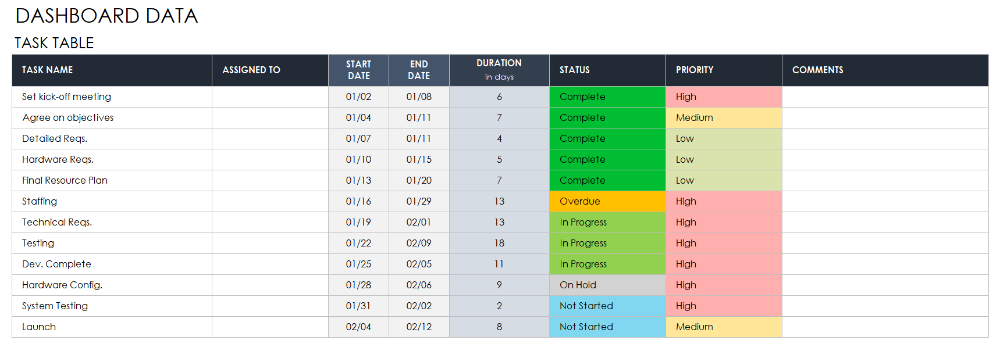 DASHBOARD DATA
TASK TABLE
TASK NAME ASSIGNED TO START DATE END DATE DURATION in days STATUS PRIORITY COMMENTS
Set kick-off meeting 01/02 01/08 6 Complete High
Agree on objectives 01/04 01/11 7 Complete Medium
Detailed Reqs. 01/07 01/11 4 Complete Low
Hardware Reqs. 01/10 01/15 5 Complete Low
Final Resource Plan 01/13 01/20 7 Complete Low
Staffing 01/16 01/29 13 Overdue High
Technical Reqs. 01/19 02/01 13 In Progress High
Testing 01/22 02/09 18 In Progress High
Dev. Complete 01/25 02/05 11 In Progress High
Hardware Config. 01/28 02/06 9 On Hold High
System Testing 01/31 02/02 2 Not Started High
Launch 02/04 02/12 8 Not Started Medium